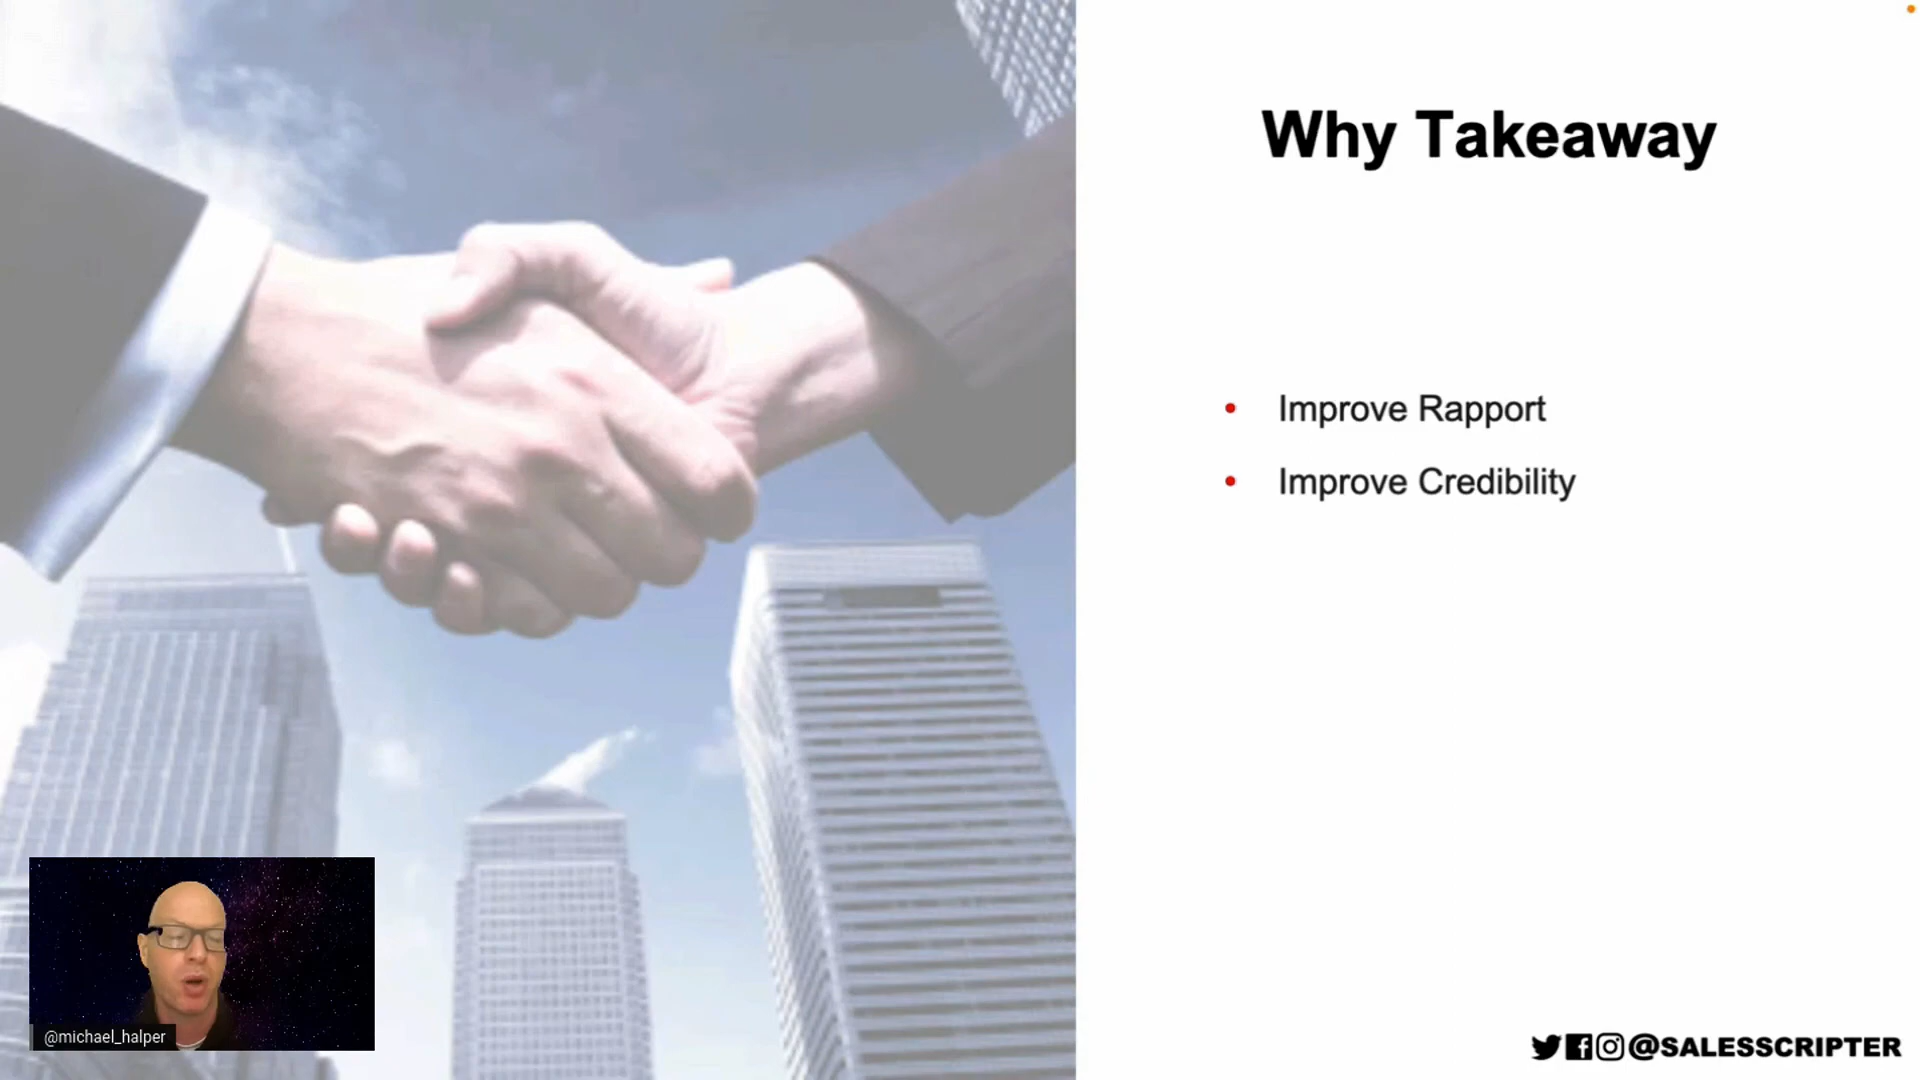 Why Takeaway
Improve Rapport
Improve Credibility
@michael_halper
@SALESSCRIPTER